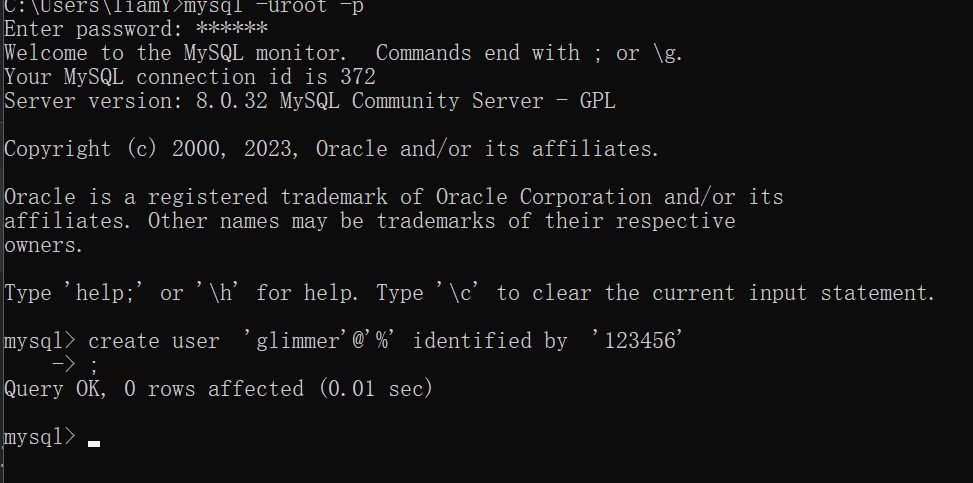 C:\Users\liamY>mysql -uroot -p
Enter password: ******
Welcome to the MySQL monitor.  Commands end with ; or \g.
Your MySQL connection id is 372
Server version: 8.0.32 MySQL Community Server - GPL
Copyright (c) 2000, 2023, Oracle and/or its affiliates.
Oracle is a registered trademark of Oracle Corporation and/or its
affiliates. Other names may be trademarks of their respective
owners.
Type 'help;' or '\h' for help. Type '\c' to clear the current input statement.
mysql> create user  'glimmer'@'%' identified by  '123456'
    -> ;
Query OK, 0 rows affected (0.01 sec)
mysql>